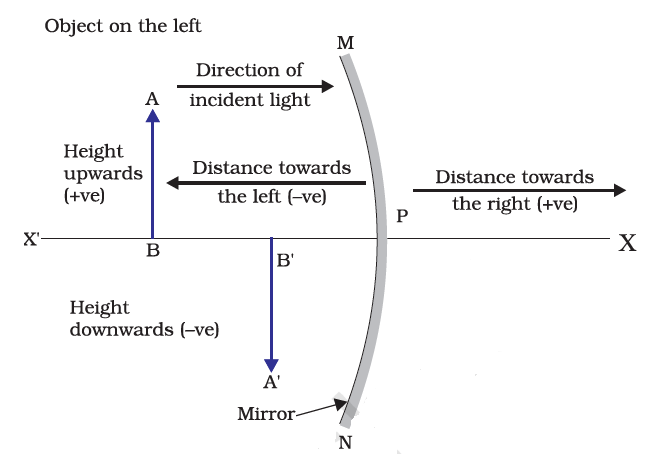 Object on the left
M
Direction of
incident light
A
Height
upwards
(+ve)
Distance towards
the left (–ve)
Distance towards
the right (+ve)
P
X'
X
B
B'
Height
downwards (–ve)
A'
Mirror
N